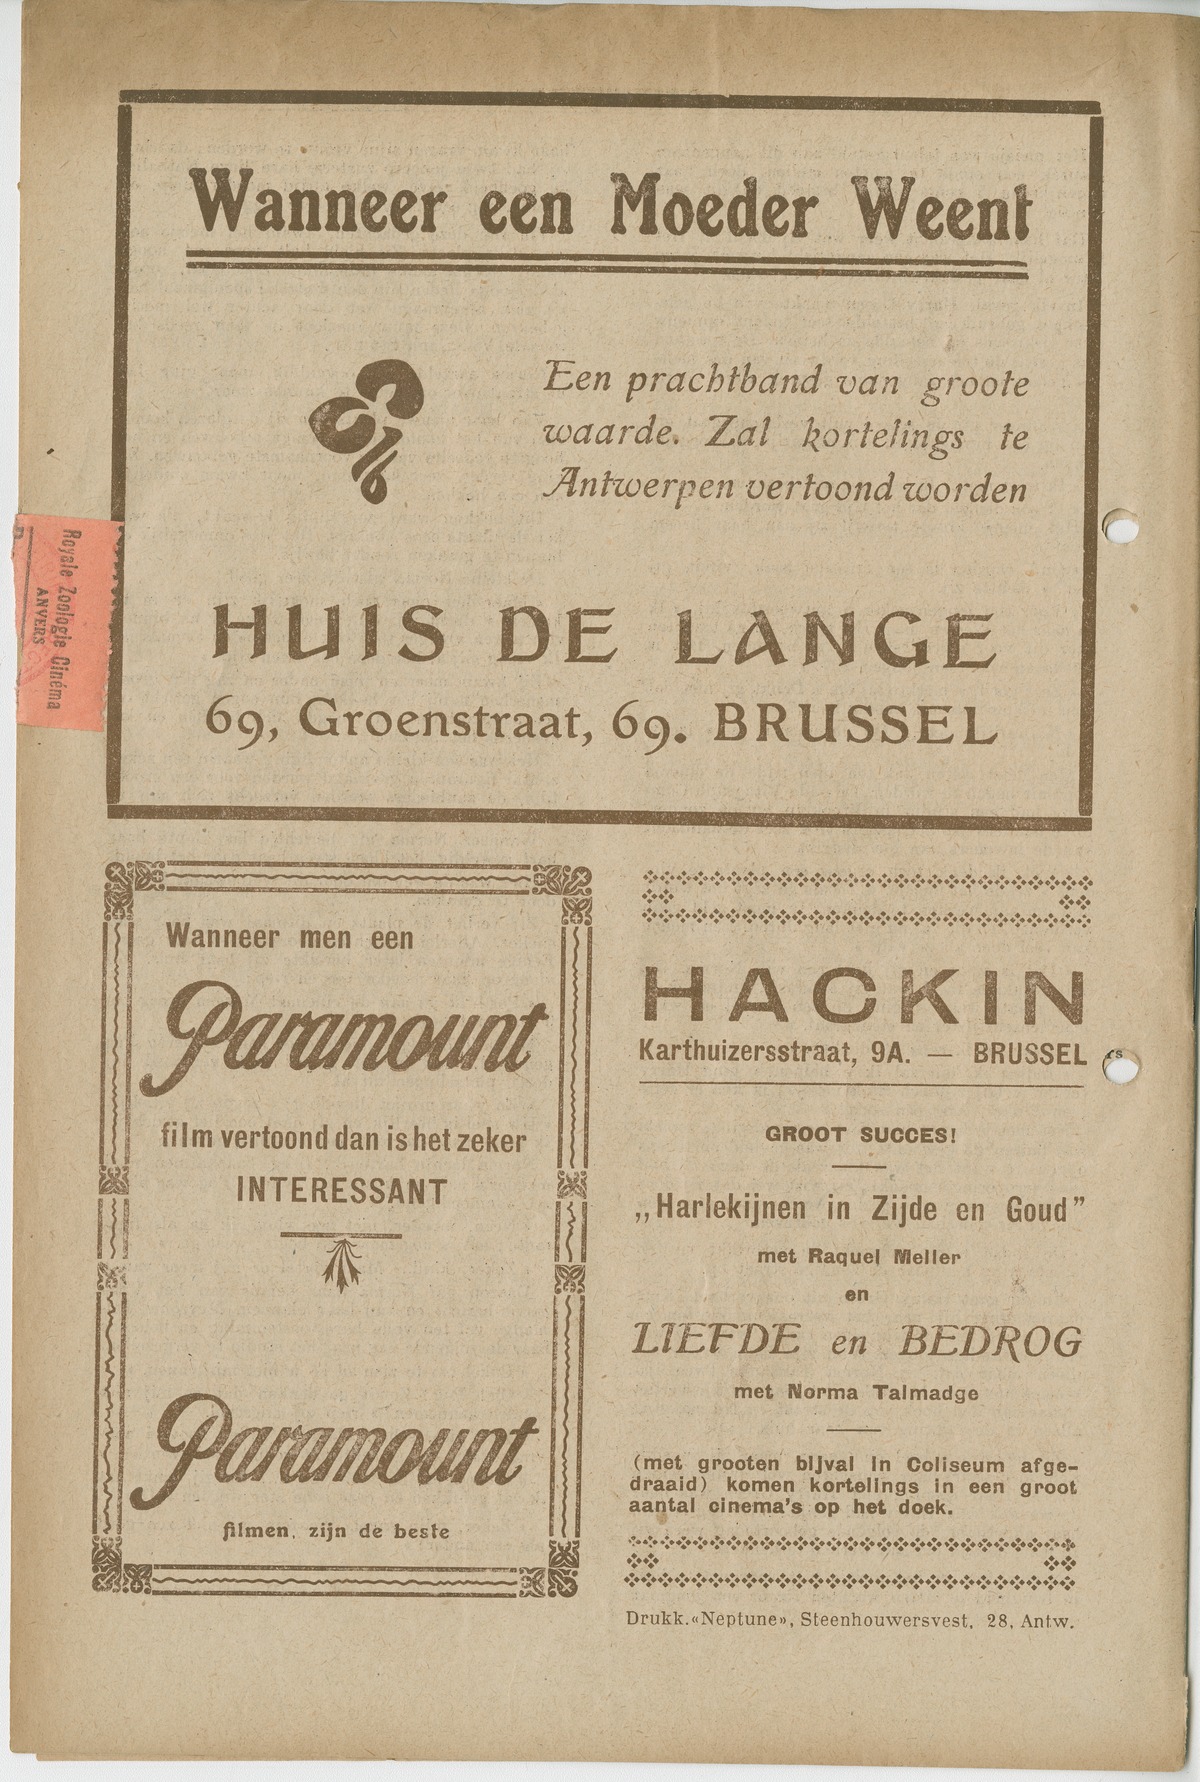 Wanneer een Moeder Weent
Een prachtband van groote
waarde. Zal kortelings te
Antwerpen vertoond worden
HUIS DE LANGE
69, Groenstraat, 69. BRUSSEL
Royale Zoologie Cinéma
ANVERS
Wanneer men een
Paramount
film vertoond dan is het zeker
INTERESSANT
Paramount
filmen, zijn de beste
HACKIN
Karthuizersstraat, 9A. — BRUSSEL
GROOT SUCCES!
„Harlekijnen in Zijde en Goud”
met Raquel Meller
en
LIEFDE en BEDROG
met Norma Talmadge
(met grooten bijval in Coliseum afge-
draaid) komen kortelings in een groot
aantal cinema's op het doek.
Drukk. «Neptune», Steenhouwersvest, 28, Antw.